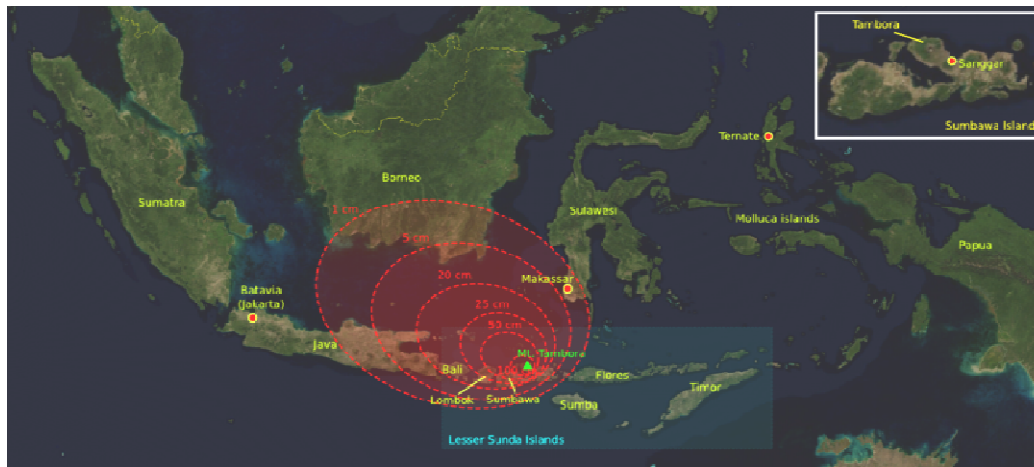 Tambora
Sanggar
Sumbawa Island
Ternate
Borneo
Sumatra
Sulawesi
Molluca islands
Papua
1 cm
5 cm
20 cm
25 cm
50 cm
100
Makassar
Batavia
(Jakarta)
Java
Mt. Tambora
Bali
Flores
Timor
Lombok
Sumbawa
Sumba
Lesser Sunda Islands